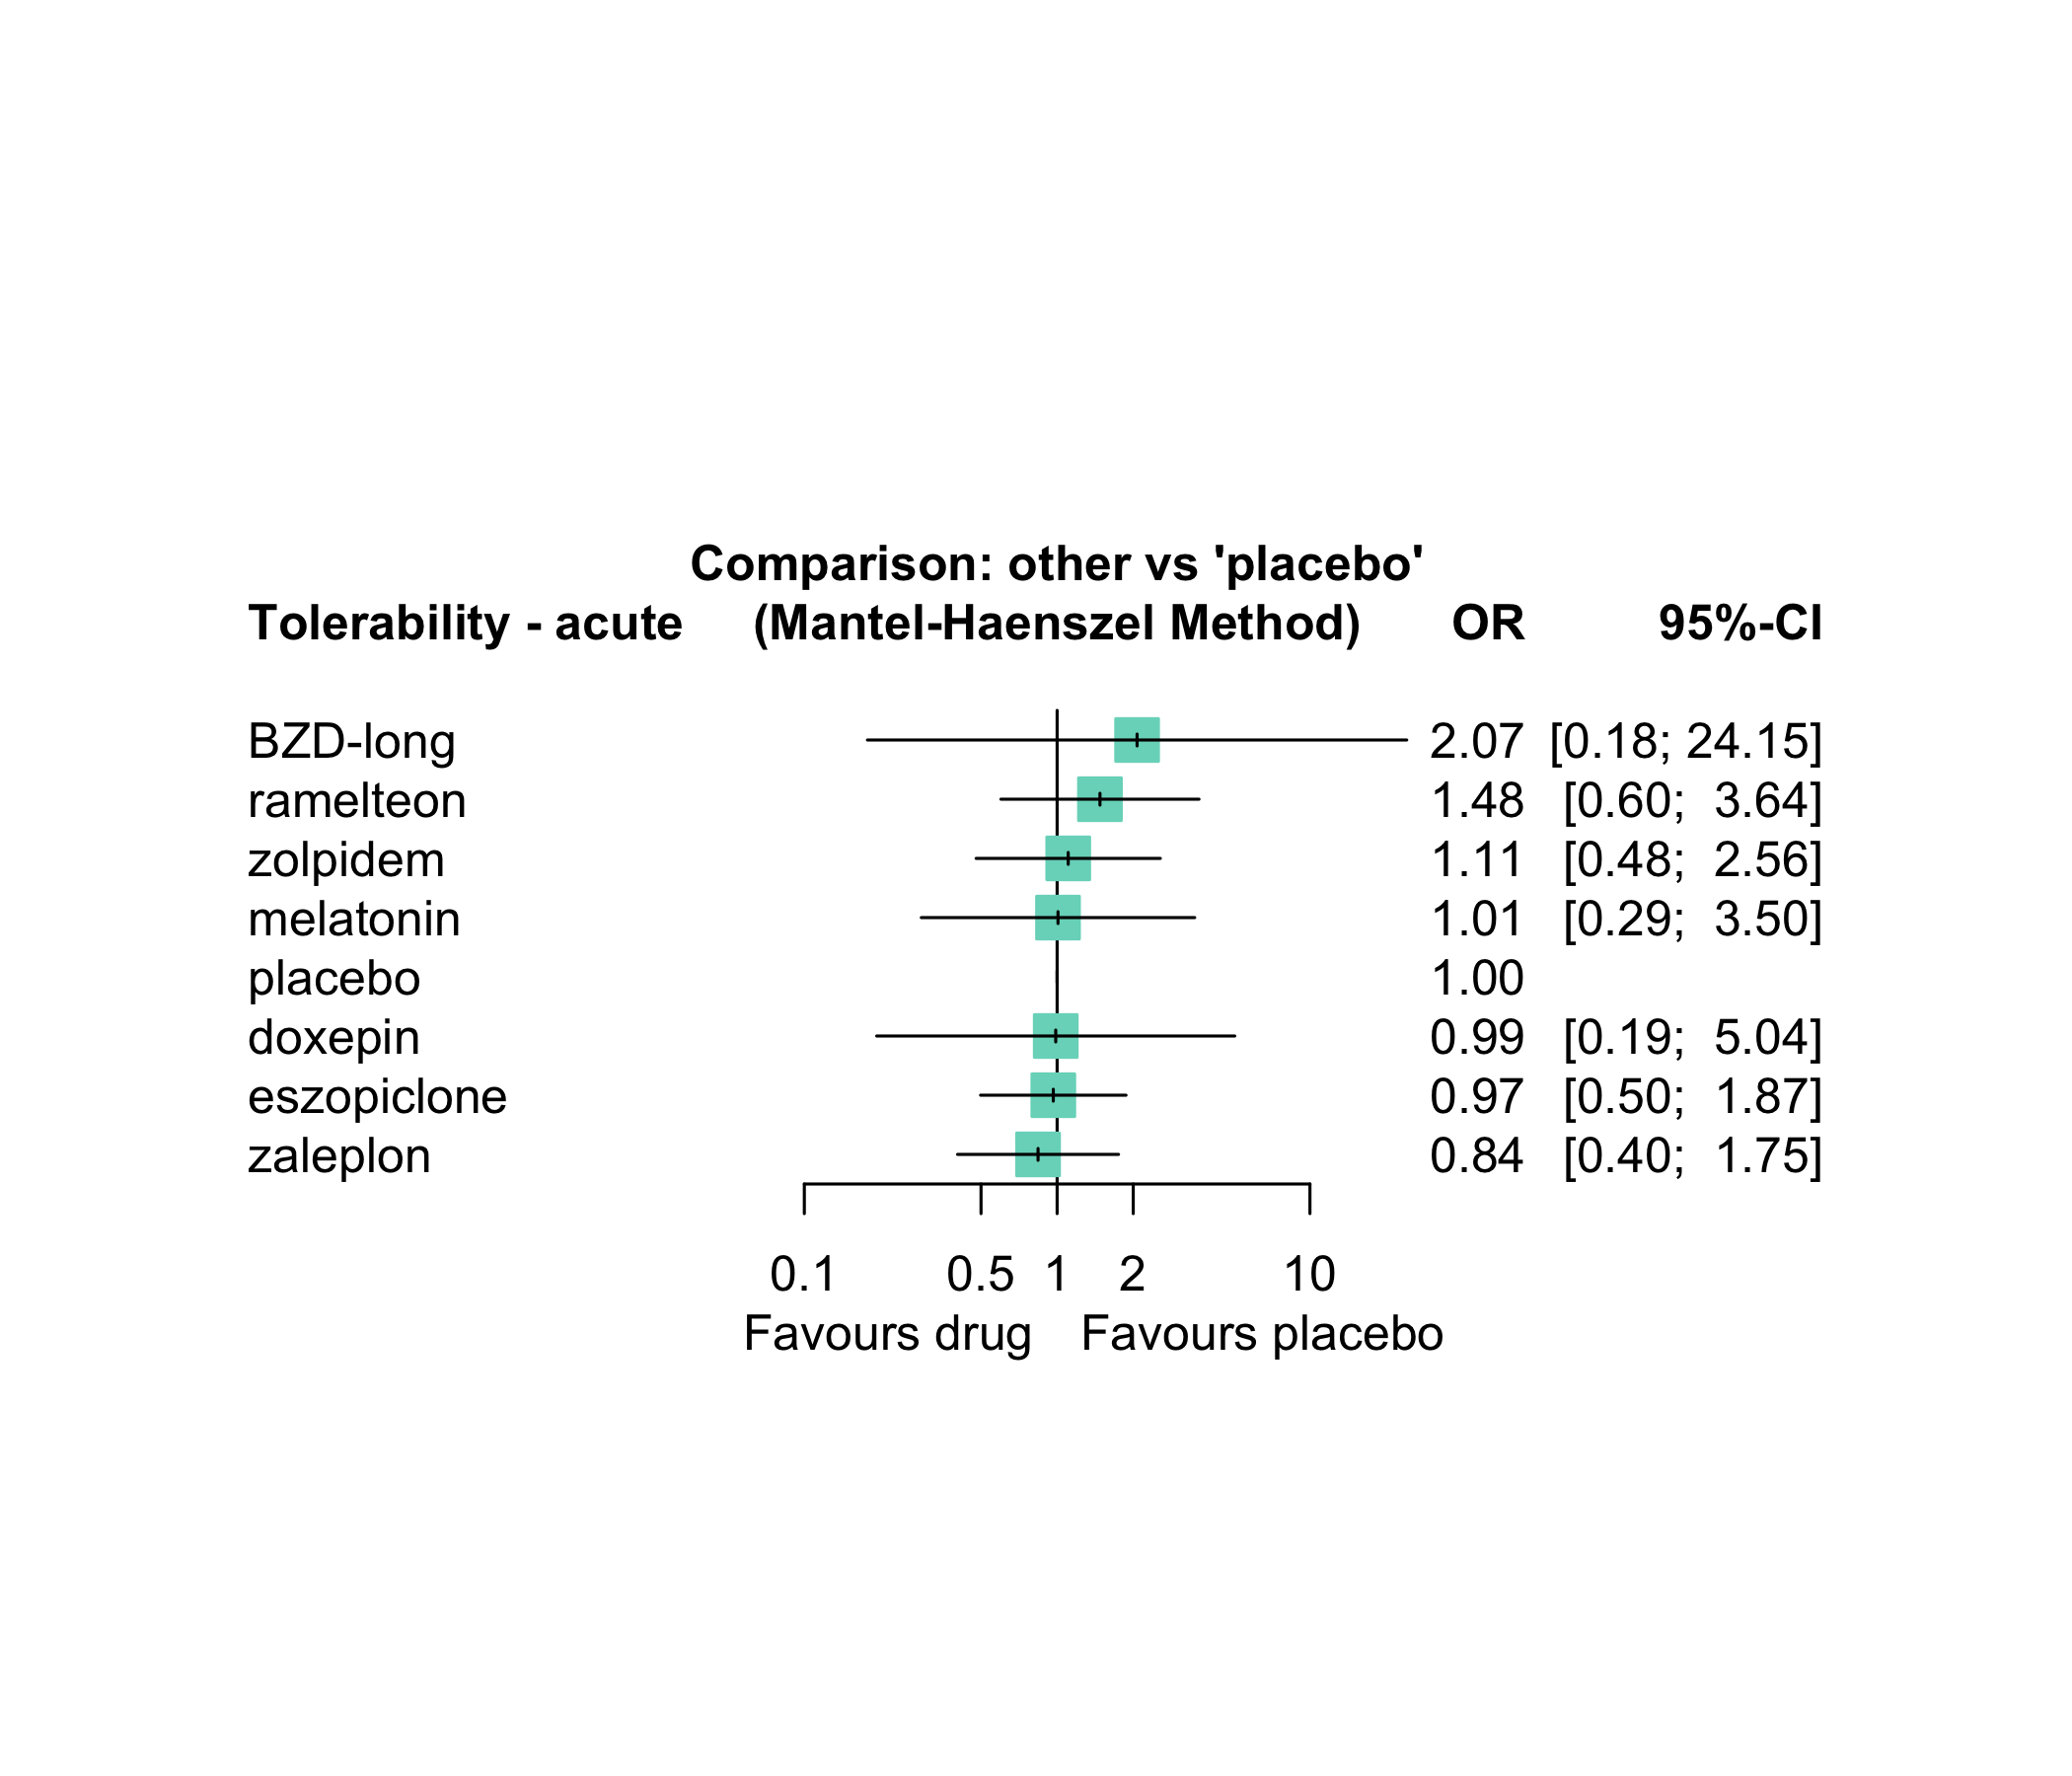 Comparison: other vs 'placebo'
Tolerability - acute (Mantel-Haenszel Method) OR 95%-CI
BZD-long 2.07 [0.18; 24.15]
ramelteon 1.48 [0.60; 3.64]
zolpidem 1.11 [0.48; 2.56]
melatonin 1.01 [0.29; 3.50]
placebo 1.00
doxepin 0.99 [0.19; 5.04]
eszopiclone 0.97 [0.50; 1.87]
zaleplon 0.84 [0.40; 1.75]
0.1 0.5 1 2 10
Favours drug Favours placebo